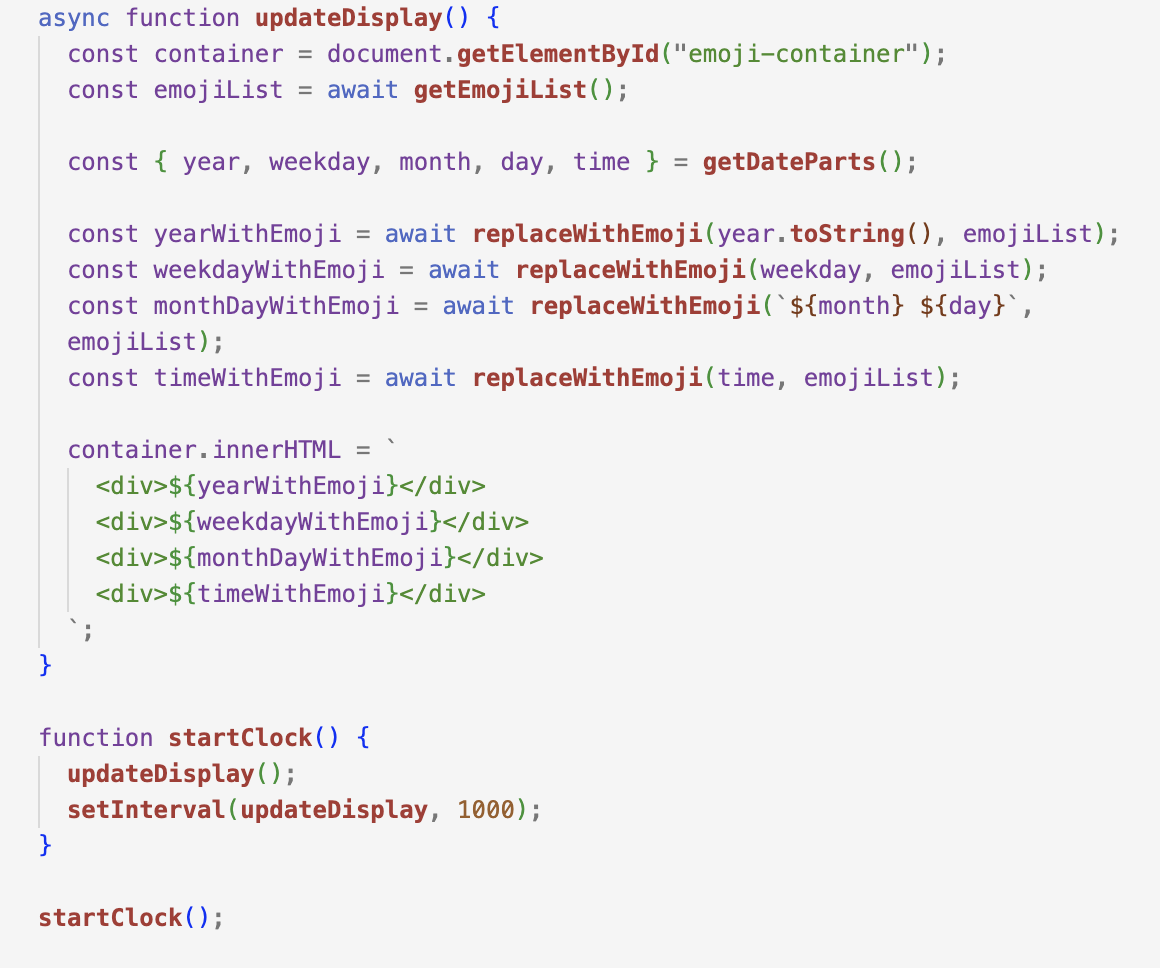 async function updateDisplay() {
  const container = document.getElementById("emoji-container");
  const emojiList = await getEmojiList();

  const { year, weekday, month, day, time } = getDateParts();

  const yearWithEmoji = await replaceWithEmoji(year.toString(), emojiList);
  const weekdayWithEmoji = await replaceWithEmoji(weekday, emojiList);
  const monthDayWithEmoji = await replaceWithEmoji(`${month} ${day}`,
  emojiList);
  const timeWithEmoji = await replaceWithEmoji(time, emojiList);

  container.innerHTML = `
    <div>${yearWithEmoji}</div>
    <div>${weekdayWithEmoji}</div>
    <div>${monthDayWithEmoji}</div>
    <div>${timeWithEmoji}</div>
  `;
}

function startClock() {
  updateDisplay();
  setInterval(updateDisplay, 1000);
}

startClock();